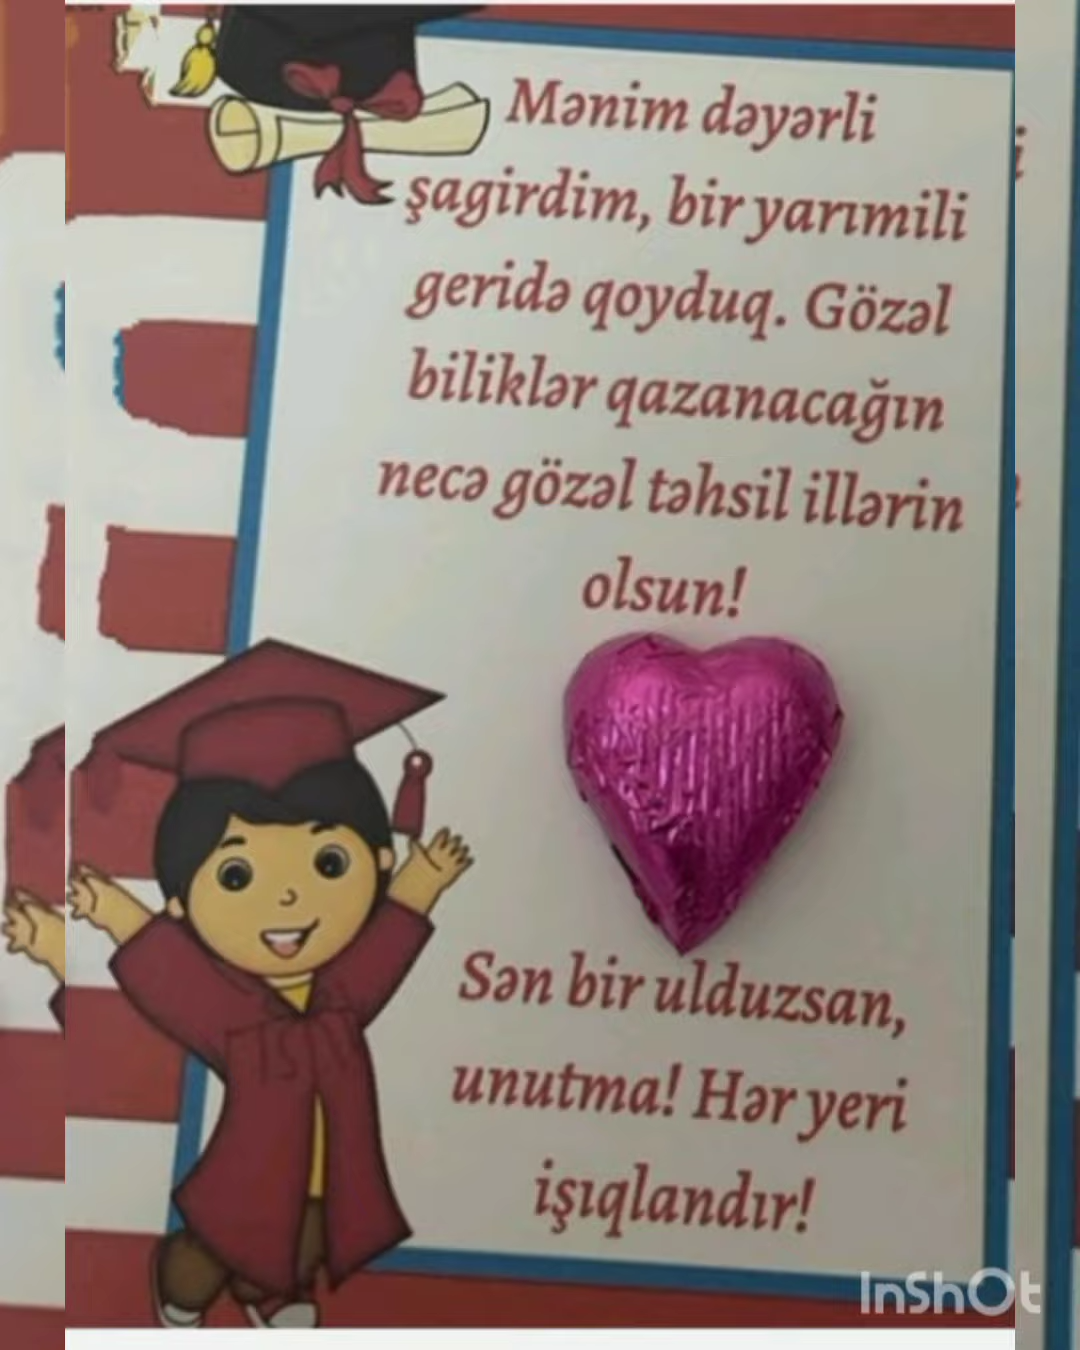 Mənim dəyərli
şagirdim, bir yarımili
geridə qoyduq. Gözəl
biliklər qazanacağın
necə gözəl təhsil illərin
olsun!
Sən bir ulduzsan,
unutma! Hər yeri
işıqlandır!
InShOt